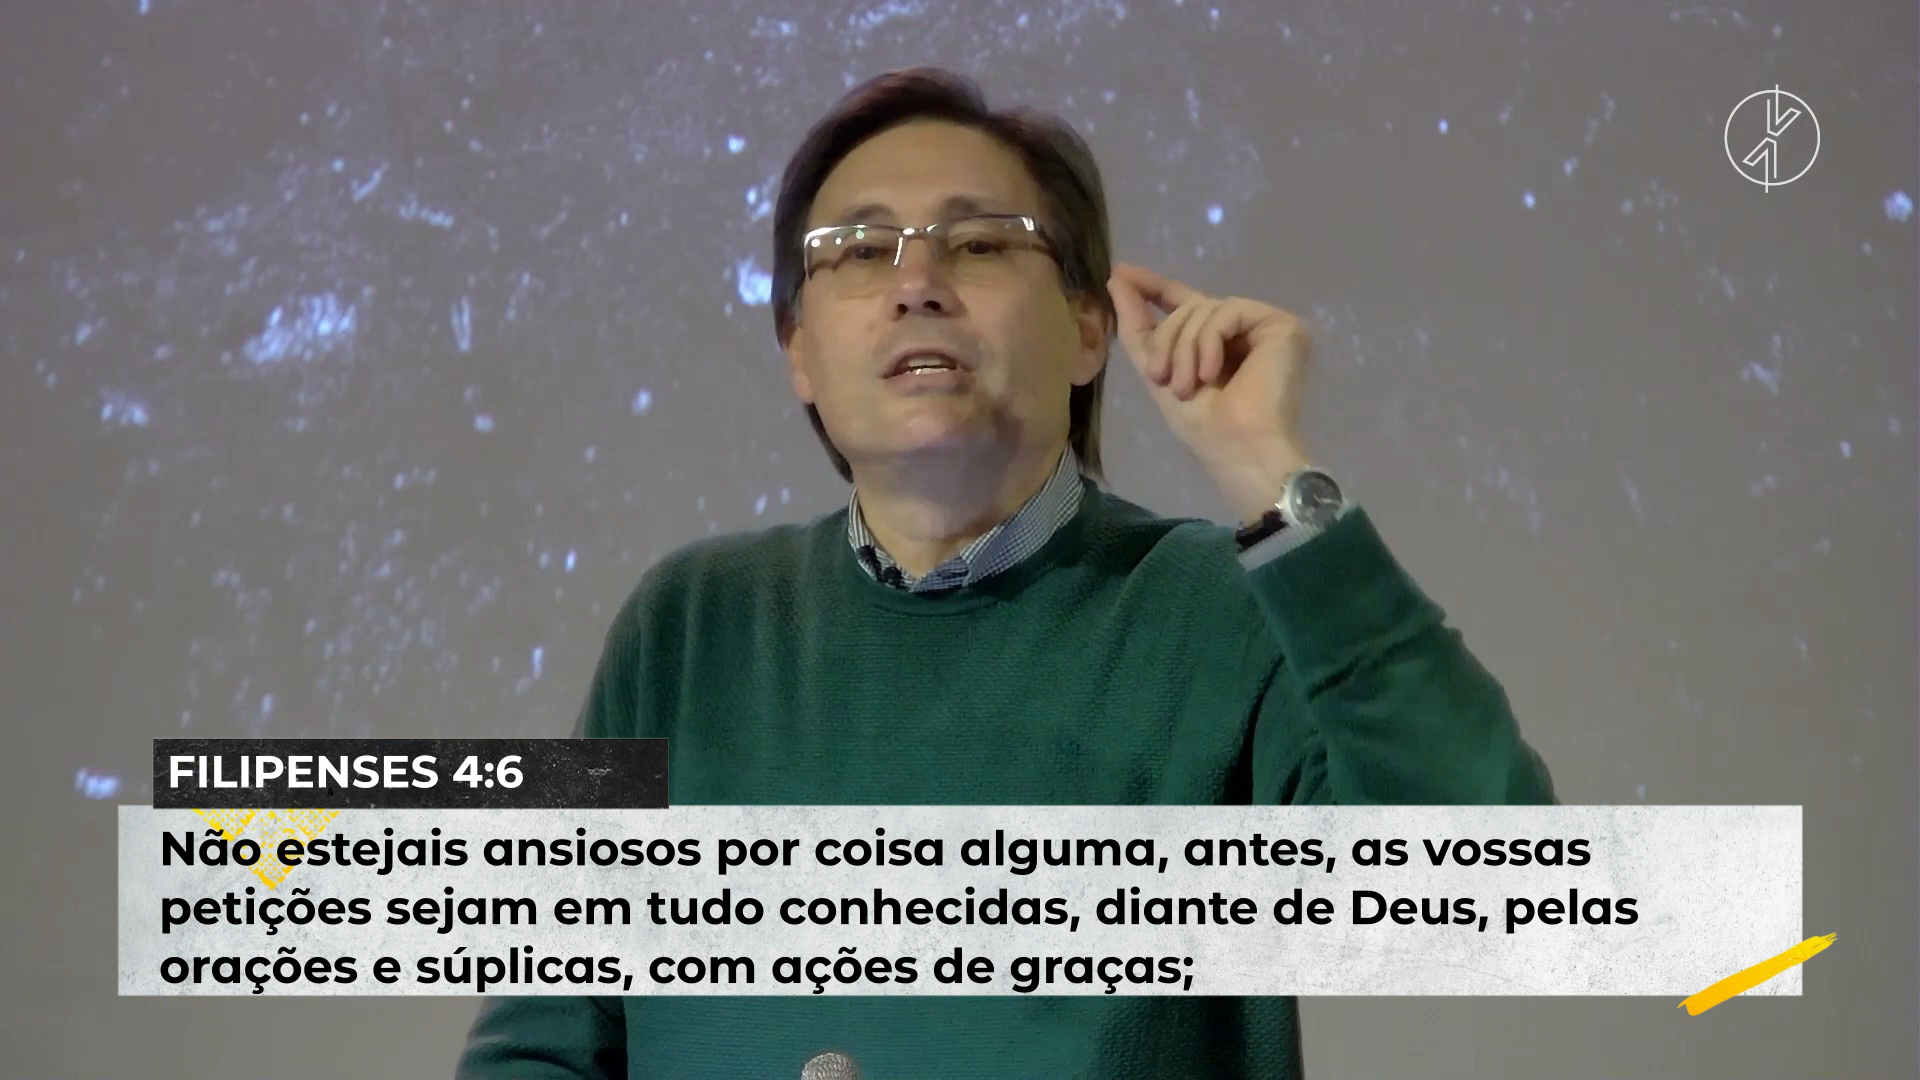 FILIPENSES 4:6
Não estejais ansiosos por coisa alguma, antes, as vossas
petições sejam em tudo conhecidas, diante de Deus, pelas
orações e súplicas, com ações de graças;